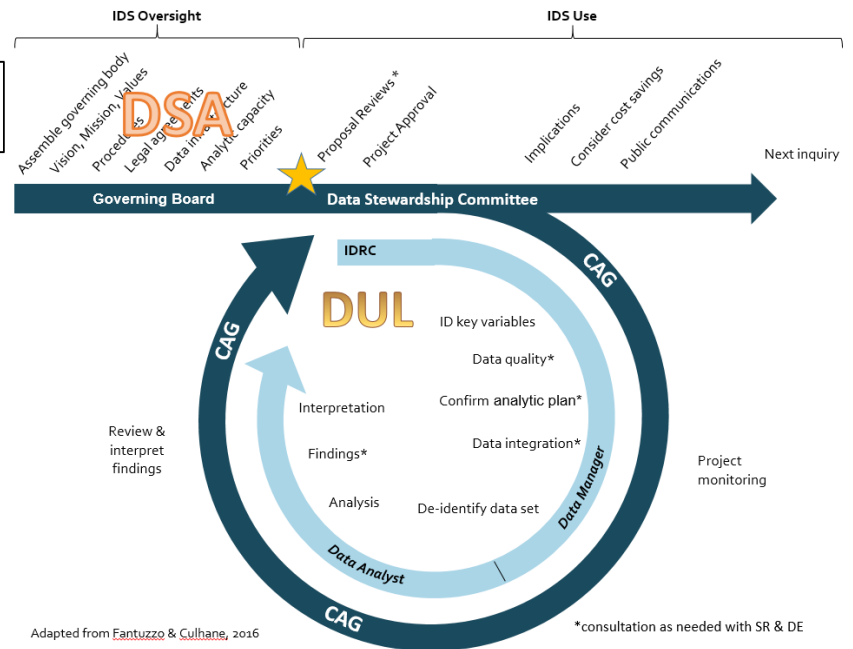 IDS Oversight
IDS Use
Assemble governing body
Vision, Mission, Values
Procedures
Legal agreements
Data infrastructure
Analytic capacity
Priorities
DSA
Proposal Reviews *
Project Approval
Implications
Consider cost savings
Public communications
Next inquiry
Governing Board
Data Stewardship Committee
IDRC
CAG
DUL
ID key variables
CAG
Data quality*
Confirm analytic plan*
Interpretation
Data integration*
Review &
interpret
findings
Findings*
Project
monitoring
Analysis
De-identify data set
Data Manager
Data Analyst
CAG
Adapted from Fantuzzo & Culhane, 2016
*consultation as needed with SR & DE